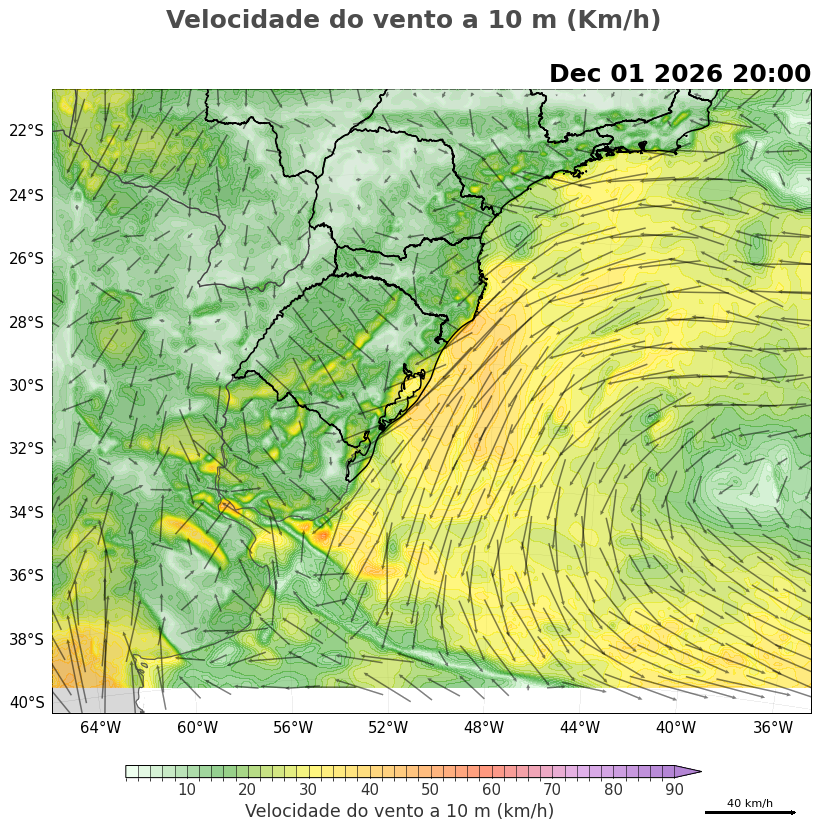 Velocidade do vento a 10 m (Km/h)
Dec 01 2026 20:00
22°S
24°S
26°S
28°S
30°S
32°S
34°S
36°S
38°S
40°S
64°W 60°W 56°W 52°W 48°W 44°W 40°W 36°W
10 20 30 40 50 60 70 80 90
Velocidade do vento a 10 m (km/h)
40 km/h